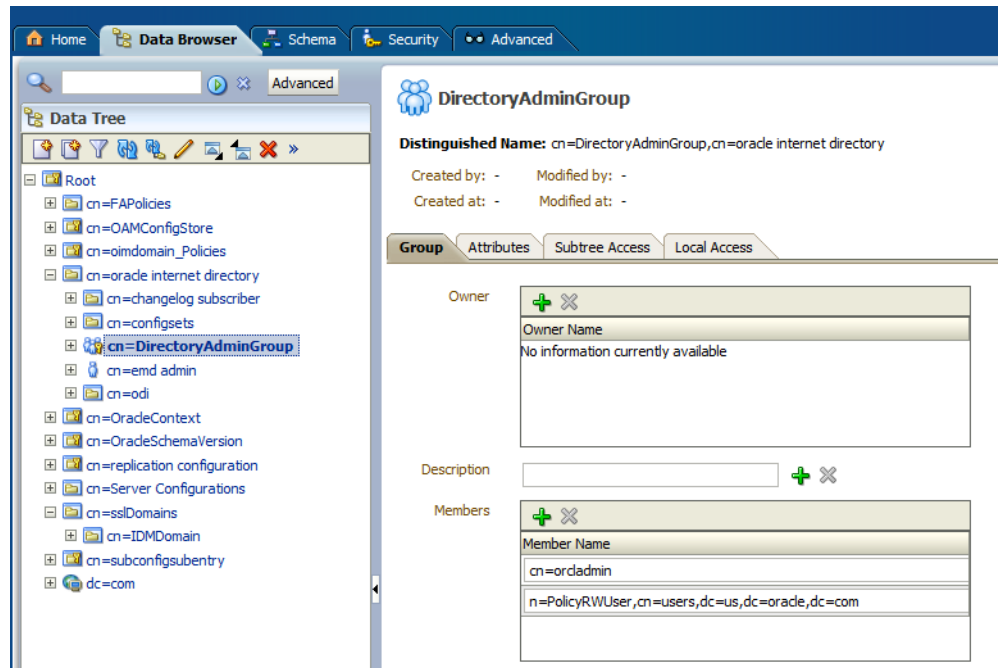 Home Data Browser Schema Security Advanced
Advanced
Data Tree
»
Root
cn=FAPolicies
cn=OAMConfigStore
cn=oimdomain_Policies
cn=oracle internet directory
cn=changelog subscriber
cn=configsets
cn=DirectoryAdminGroup
cn=emd admin
cn=odi
cn=OracleContext
cn=OracleSchemaVersion
cn=replication configuration
cn=Server Configurations
cn=sslDomains
cn=IDMDomain
cn=subconfigsubentry
dc=com
DirectoryAdminGroup
Distinguished Name: cn=DirectoryAdminGroup,cn=oracle internet directory
Created by: - Modified by: -
Created at: - Modified at: -
Group Attributes Subtree Access Local Access
Owner
Owner Name
No information currently available
Description
Members
Member Name
cn=orcladmin
n=PolicyRWUser,cn=users,dc=us,dc=oracle,dc=com